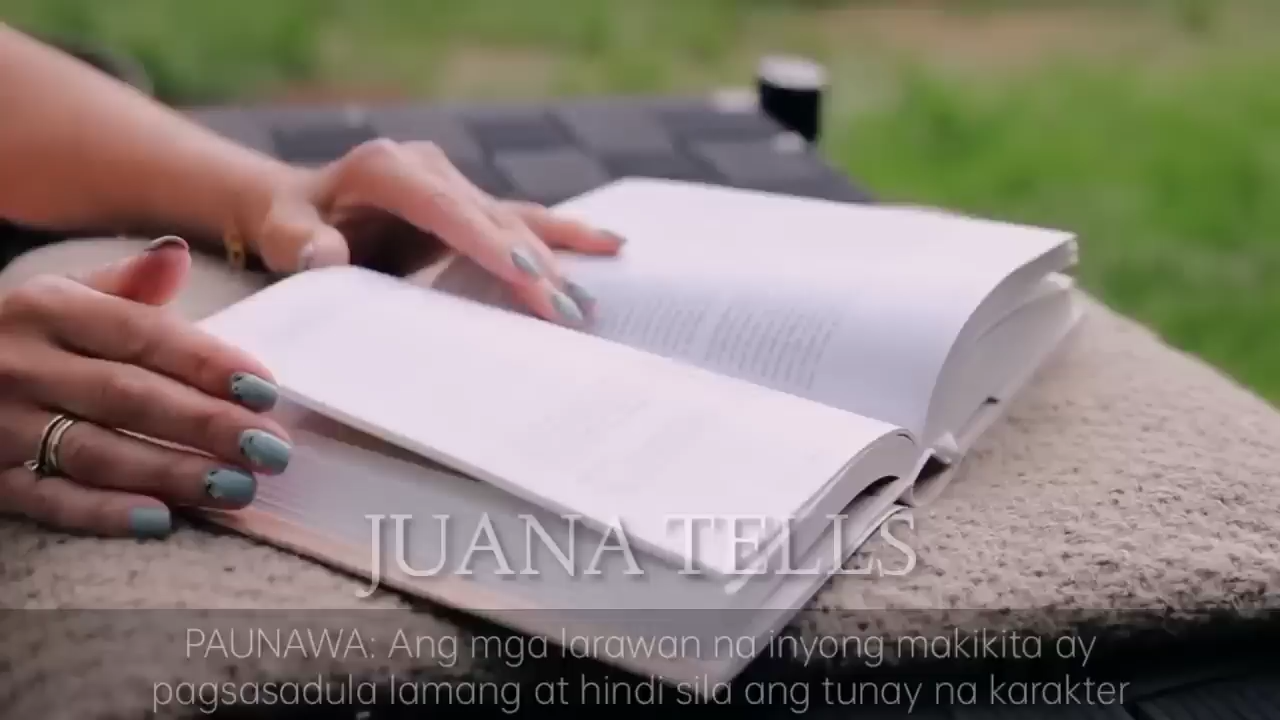 JUANA TELLS
PAUNAWA: Ang mga larawan na inyong makikita ay
pagsasadula lamang at hindi sila ang tunay na karakter